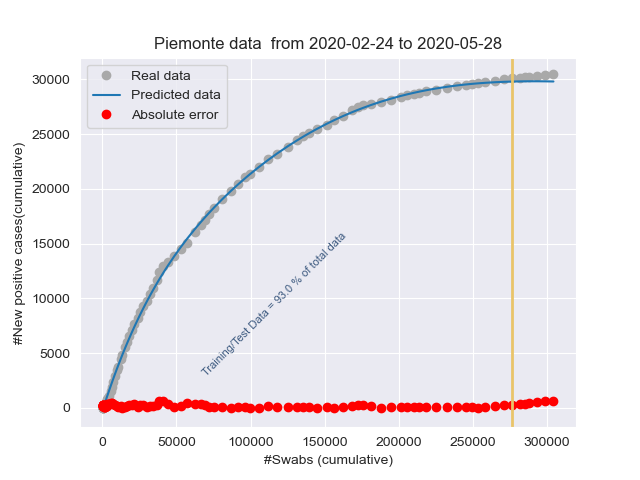 Piemonte data  from 2020-02-24 to 2020-05-28
Real data
Predicted data
Absolute error
30000
25000
20000
15000
10000
5000
0
#New positive cases(cumulative)
Training/Test Data = 93.0 % of total data
0 50000 100000 150000 200000 250000 300000
#Swabs (cumulative)